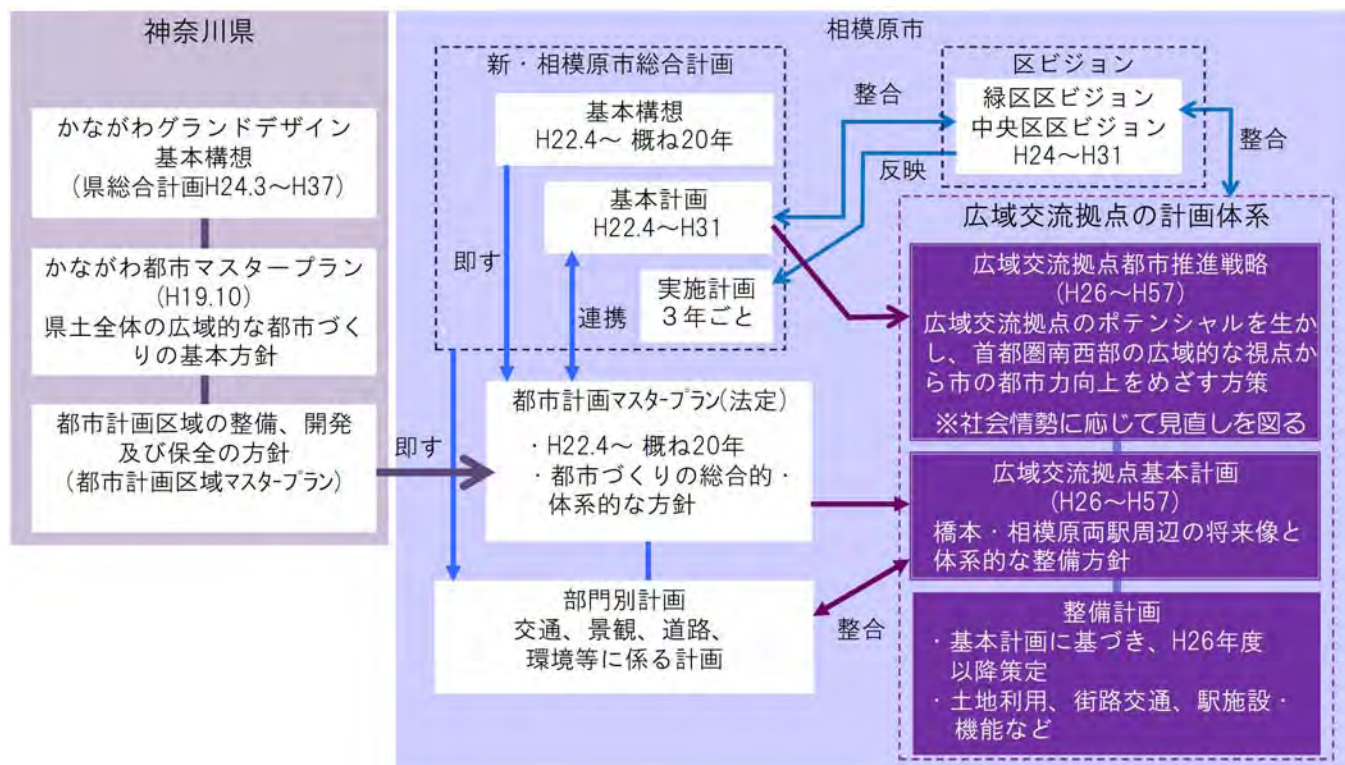 神奈川県
かながわグランドデザイン
基本構想
(県総合計画H24.3～H37)
かながわ都市マスタープラン
(H19.10)
県土全体の広域的な都市づく
りの基本方針
都市計画区域の整備、開発
及び保全の方針
(都市計画区域マスタープラン)
即す
相模原市
新・相模原市総合計画
基本構想
H22.4～ 概ね20年
基本計画
H22.4～H31
実施計画
３年ごと
即す
連携
都市計画マスタープラン(法定)
・H22.4～ 概ね20年
・都市づくりの総合的・
体系的な方針
部門別計画
交通、景観、道路、
環境等に係る計画
整合
反映
区ビジョン
緑区区ビジョン
中央区区ビジョン
H24～H31
整合
広域交流拠点の計画体系
広域交流拠点都市推進戦略
(H26～H57)
広域交流拠点のポテンシャルを生か
し、首都圏南西部の広域的な視点か
ら市の都市力向上をめざす方策
※社会情勢に応じて見直しを図る
広域交流拠点基本計画
(H26～H57)
橋本・相模原両駅周辺の将来像と
体系的な整備方針
整合
整備計画
・基本計画に基づき、H26年度
以降策定
・土地利用、街路交通、駅施設・
機能など